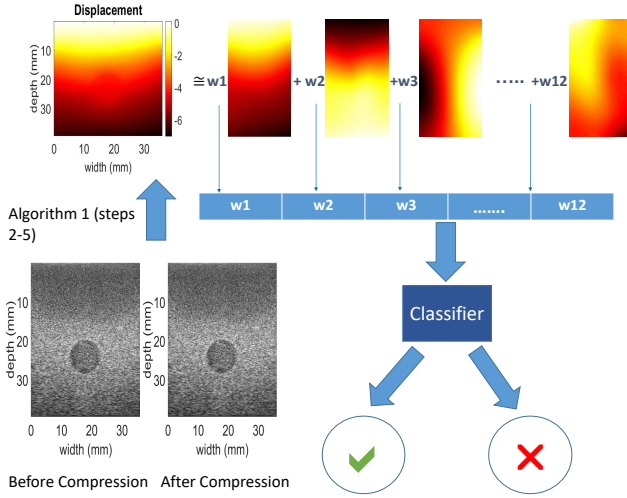 Displacement
0
10
-2
20
-4
30
-6
0 10 20 30
depth (mm)
width (mm)
≅ w1 + w2 +w3 ..... +w12
w1 w2 w3 ....... w12
Algorithm 1 (steps
2-5)
Classifier
10
20
30
0 10 20 30
depth (mm)
width (mm)
Before Compression
10
20
30
0 10 20 30
depth (mm)
width (mm)
After Compression